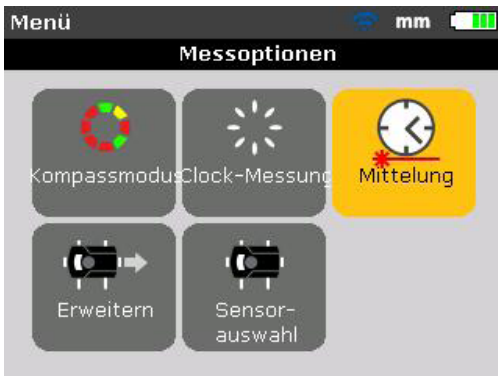 Menü mm
Messoptionen
Kompassmodus Clock-Messung Mittelung
Erweitern Sensor-
auswahl